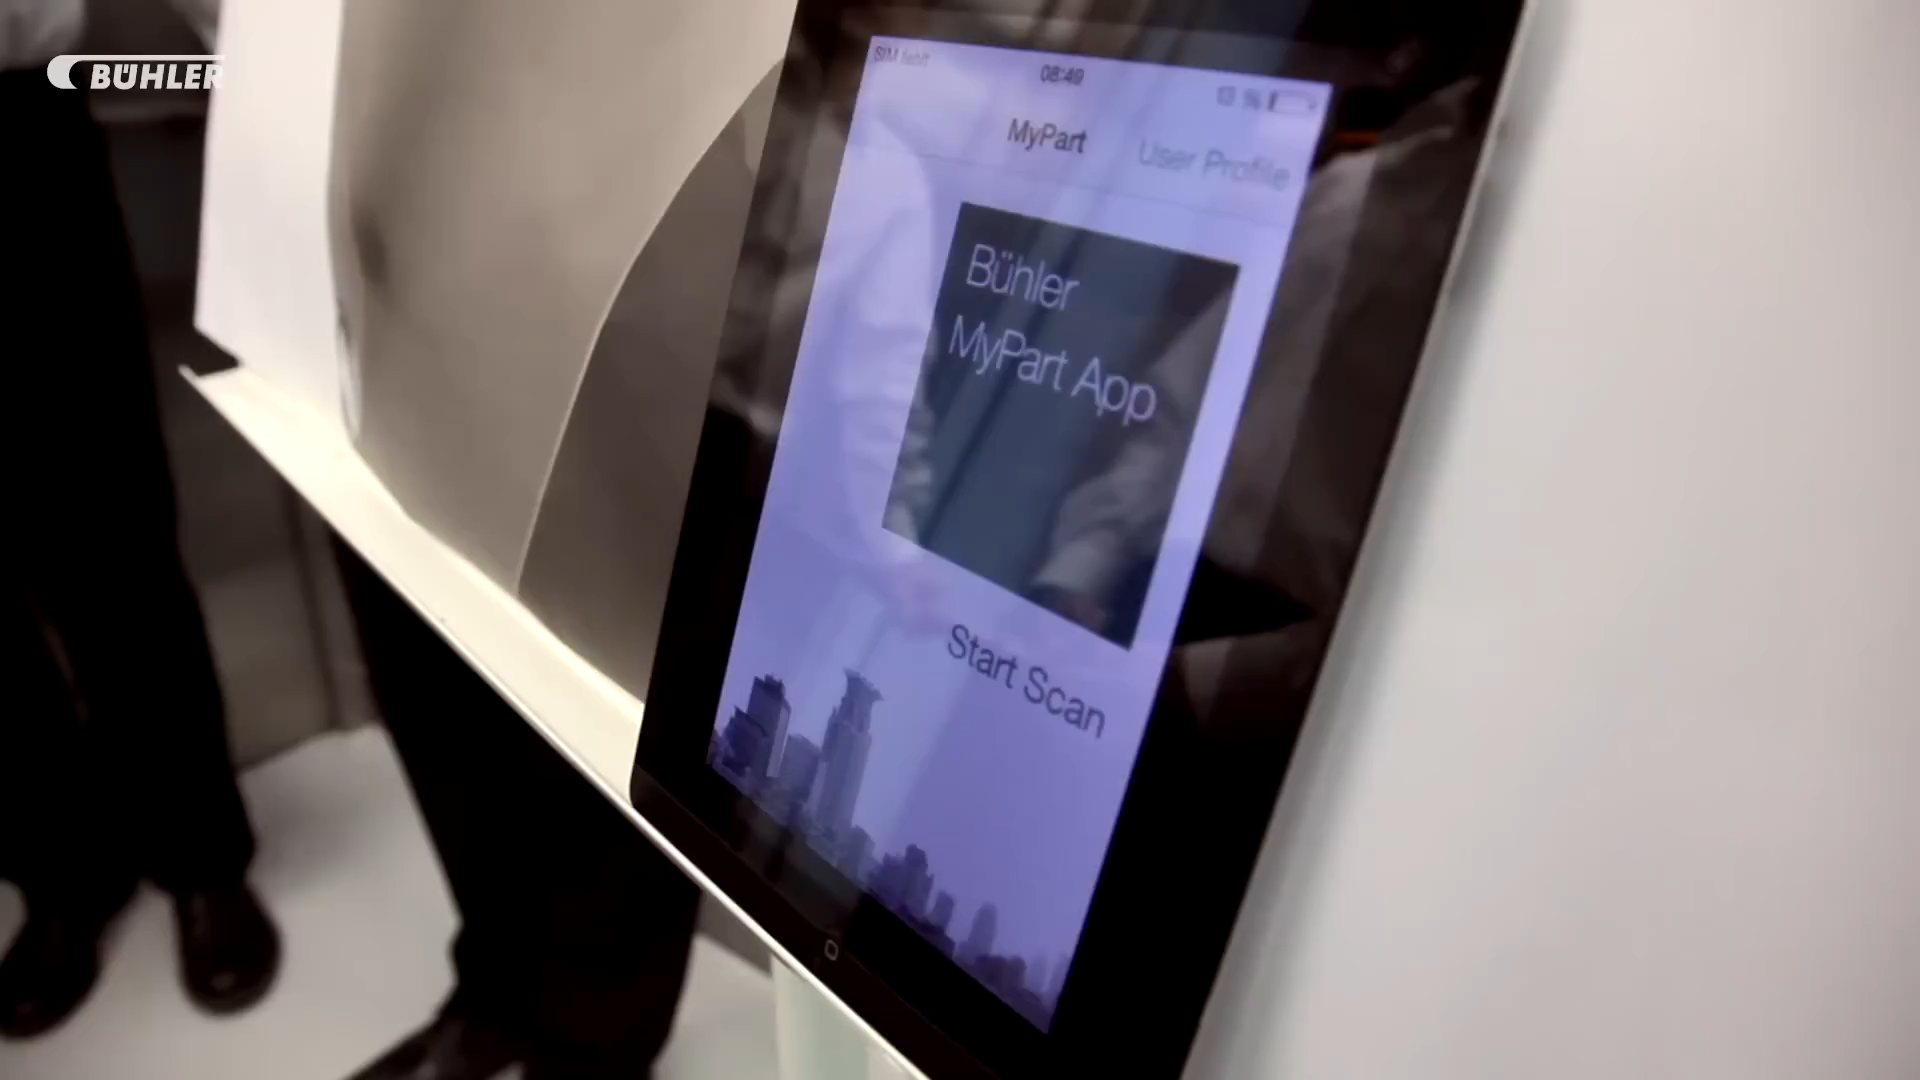 BÜHLER
SIM fehlt
08:49
MyPart
User Profile
Bühler
MyPart App
Start Scan